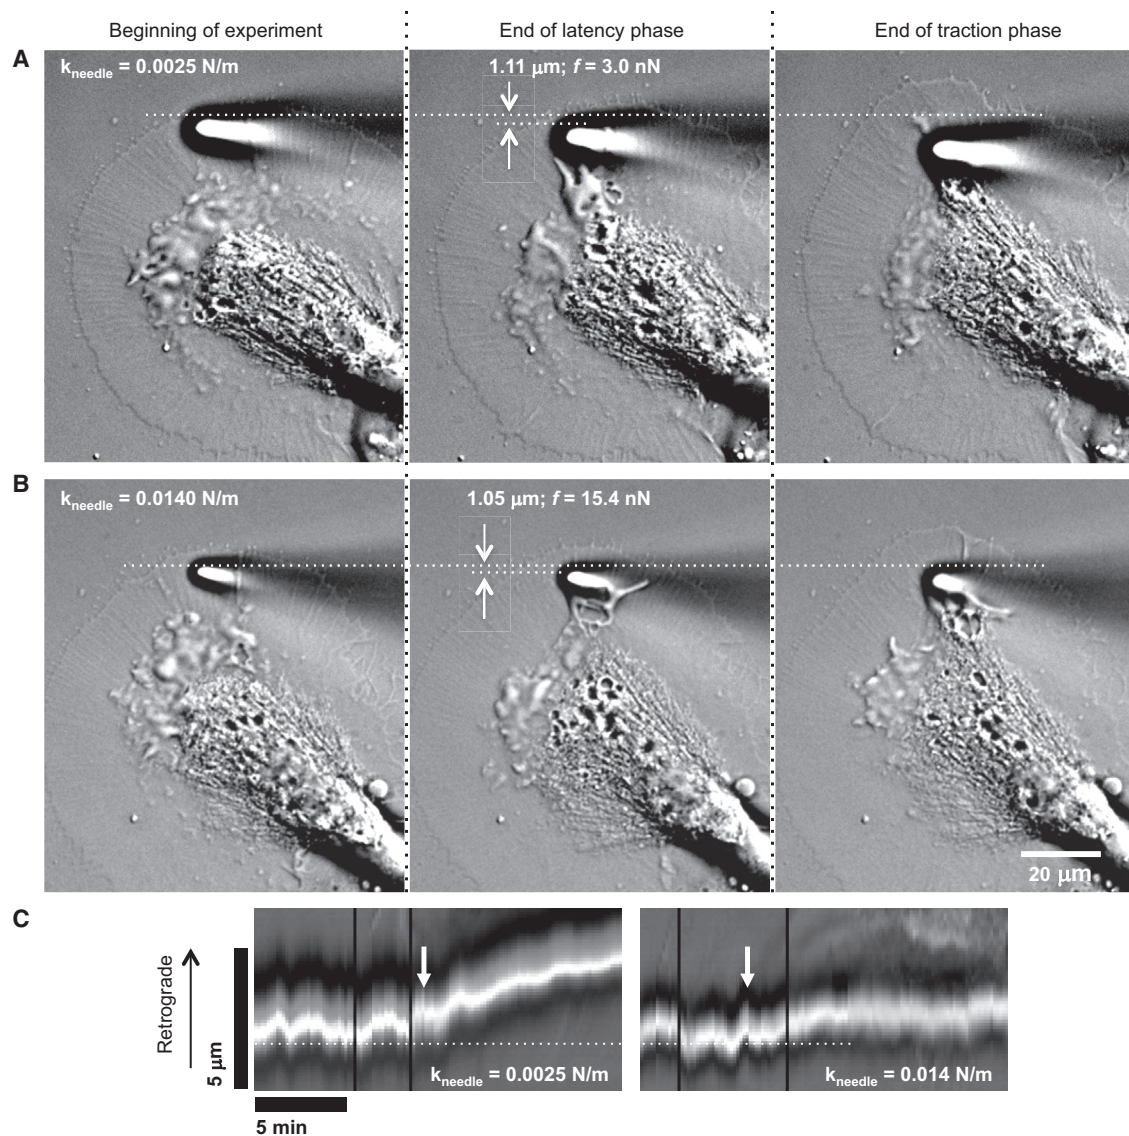 Beginning of experiment
End of latency phase
End of traction phase
A
k_needle = 0.0025 N/m
1.11 µm; f = 3.0 nN
B
k_needle = 0.0140 N/m
1.05 µm; f = 15.4 nN
20 µm
C
Retrograde
5 µm
k_needle = 0.0025 N/m
k_needle = 0.014 N/m
5 min